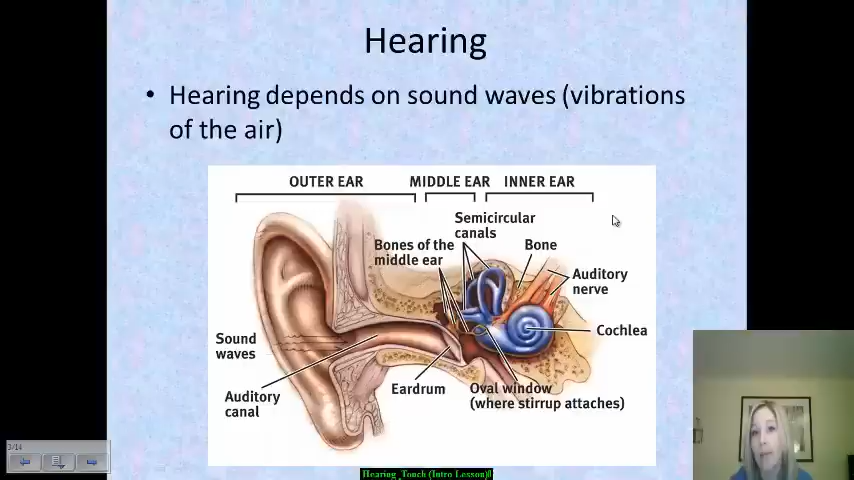 Hearing
• Hearing depends on sound waves (vibrations
of the air)
OUTER EAR
MIDDLE EAR
INNER EAR
Semicircular
canals
Bones of the
middle ear
Bone
Auditory
nerve
Sound
waves
Cochlea
Auditory
canal
Eardrum
Oval window
(where stirrup attaches)
3/14
Hearing_Touch (Intro Lesson)